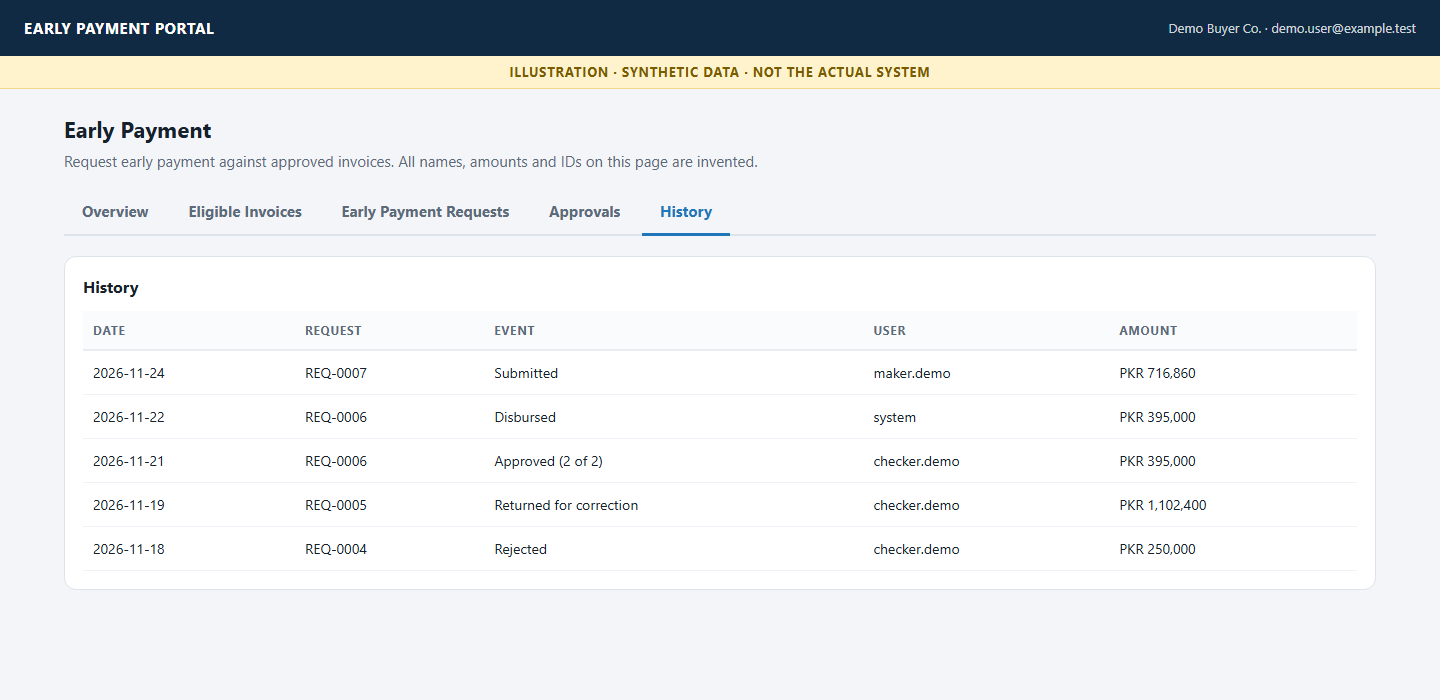 EARLY PAYMENT PORTAL
Demo Buyer Co. · demo.user@example.test
ILLUSTRATION · SYNTHETIC DATA · NOT THE ACTUAL SYSTEM
Early Payment
Request early payment against approved invoices. All names, amounts and IDs on this page are invented.
Overview Eligible Invoices Early Payment Requests Approvals History
History
DATE REQUEST EVENT USER AMOUNT
2026-11-24 REQ-0007 Submitted maker.demo PKR 716,860
2026-11-22 REQ-0006 Disbursed system PKR 395,000
2026-11-21 REQ-0006 Approved (2 of 2) checker.demo PKR 395,000
2026-11-19 REQ-0005 Returned for correction checker.demo PKR 1,102,400
2026-11-18 REQ-0004 Rejected checker.demo PKR 250,000